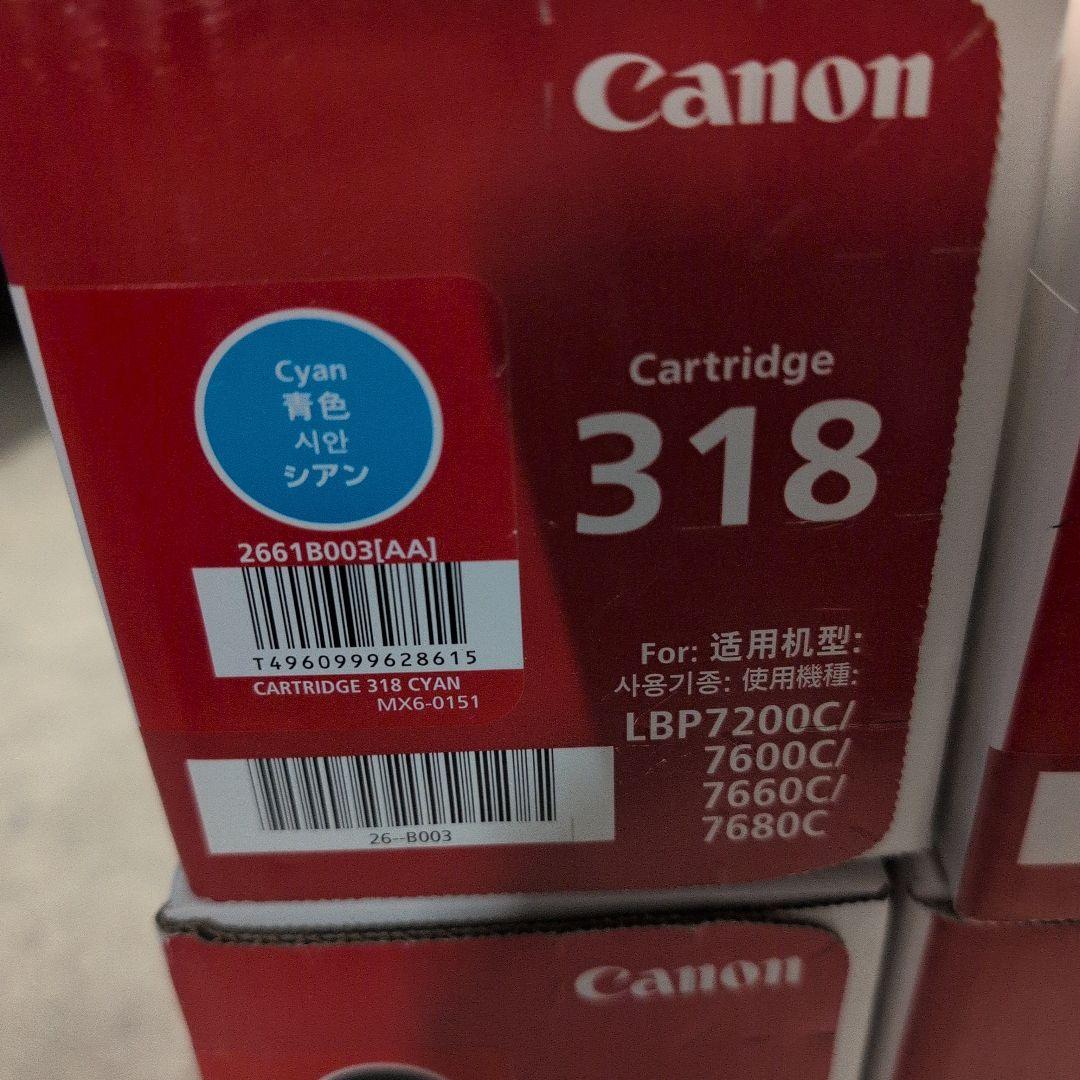 Canon
Cyan
青色
시안
シアン
2661B003[AA]
T4960999628615
CARTRIDGE 318 CYAN
MX6-0151
26--B003
Cartridge
318
For: 适用机型:
사용기종: 使用機種:
LBP7200C/
7600C/
7660C/
7680C
Canon